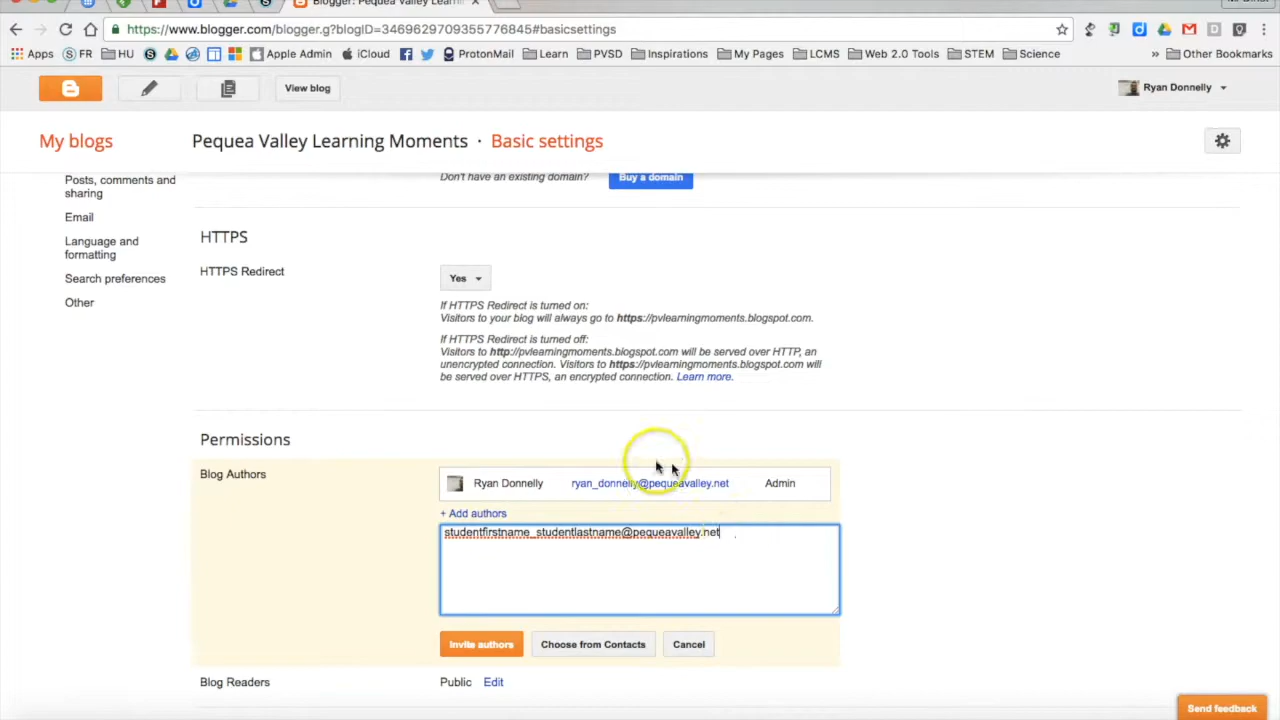 Blogger: Pequea Valley Learni
https://www.blogger.com/blogger.g?blogID=3469629709355776845#basicsettings
Apps FR HU Apple Admin iCloud ProtonMail Learn PVSD Inspirations My Pages LCMS Web 2.0 Tools STEM Science » Other Bookmarks
View blog Ryan Donnelly
My blogs Pequea Valley Learning Moments · Basic settings
Posts, comments and sharing
Email
Language and formatting
Search preferences
Other
Don't have an existing domain? Buy a domain
HTTPS
HTTPS Redirect Yes
If HTTPS Redirect is turned on:
Visitors to your blog will always go to https://pvlearningmoments.blogspot.com.
If HTTPS Redirect is turned off:
Visitors to http://pvlearningmoments.blogspot.com will be served over HTTP, an
unencrypted connection. Visitors to https://pvlearningmoments.blogspot.com will
be served over HTTPS, an encrypted connection. Learn more.
Permissions
Blog Authors
Ryan Donnelly ryan_donnelly@pequeavalley.net Admin
+ Add authors
studentfirstname_studentlastname@pequeavalley.net
Invite authors Choose from Contacts Cancel
Blog Readers Public Edit
Send feedback